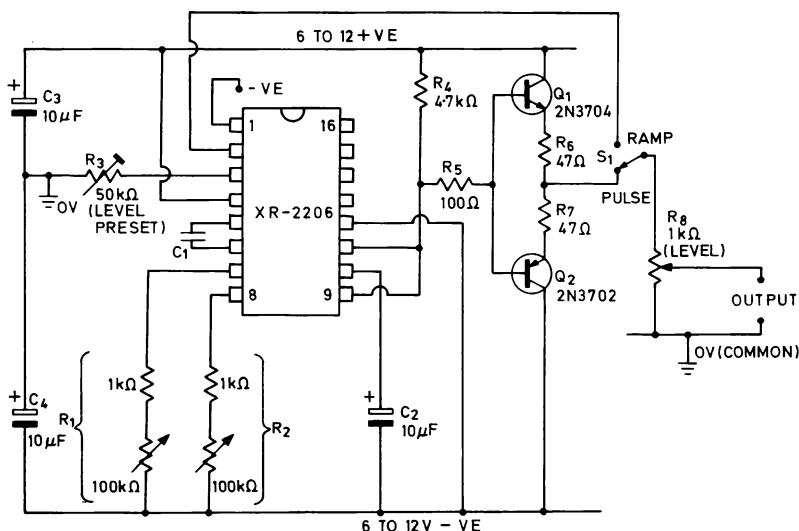 6 TO 12+VE
+
C3
10µF
-VE
R4
4·7kΩ
Q1
2N3704
1
16
R3
50kΩ
(LEVEL
PRESET)
0V
XR-2206
R5
100Ω
R6
47Ω
RAMP
S1
PULSE
R7
47Ω
R8
1kΩ
(LEVEL)
C1
8
9
Q2
2N3702
OUTPUT
0V(COMMON)
+
C4
10µF
R1
1kΩ
100kΩ
1kΩ
100kΩ
R2
+
C2
10µF
6 TO 12V -VE